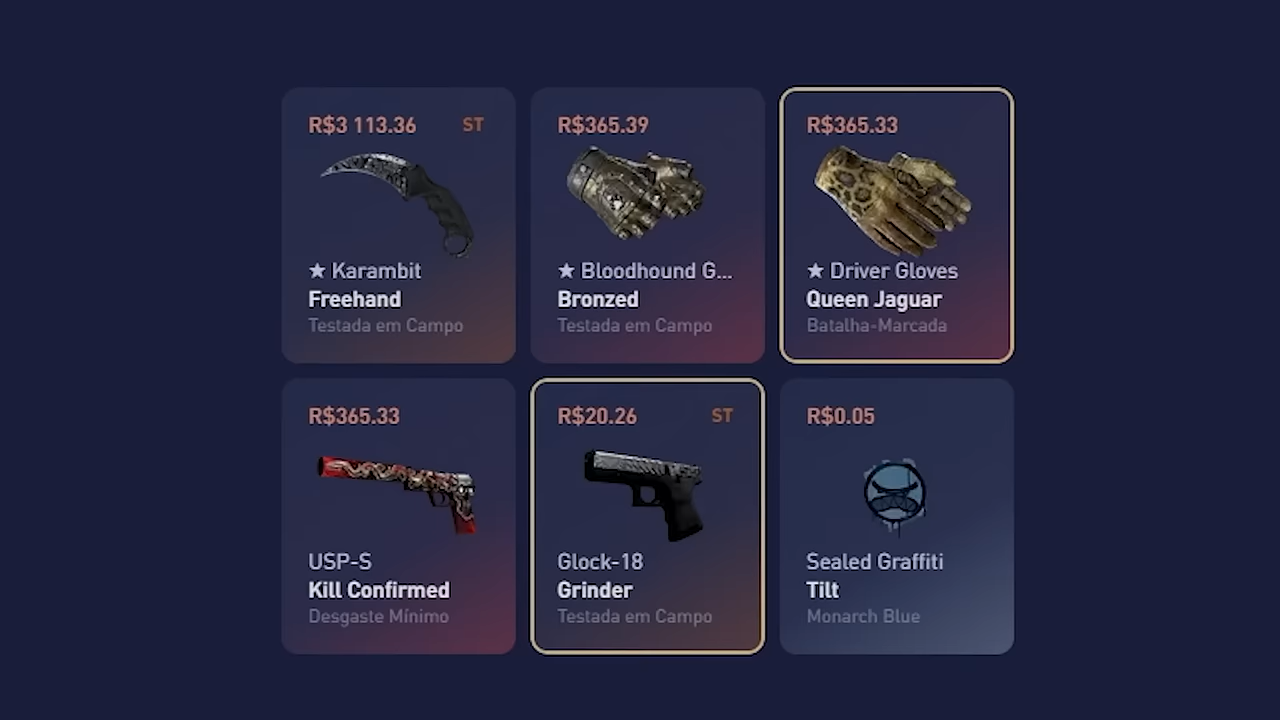 R$3 113.36 ST
★ Karambit
Freehand
Testada em Campo
R$365.39
★ Bloodhound G...
Bronzed
Testada em Campo
R$365.33
★ Driver Gloves
Queen Jaguar
Batalha-Marcada
R$365.33
USP-S
Kill Confirmed
Desgaste Mínimo
R$20.26 ST
Glock-18
Grinder
Testada em Campo
R$0.05
Sealed Graffiti
Tilt
Monarch Blue